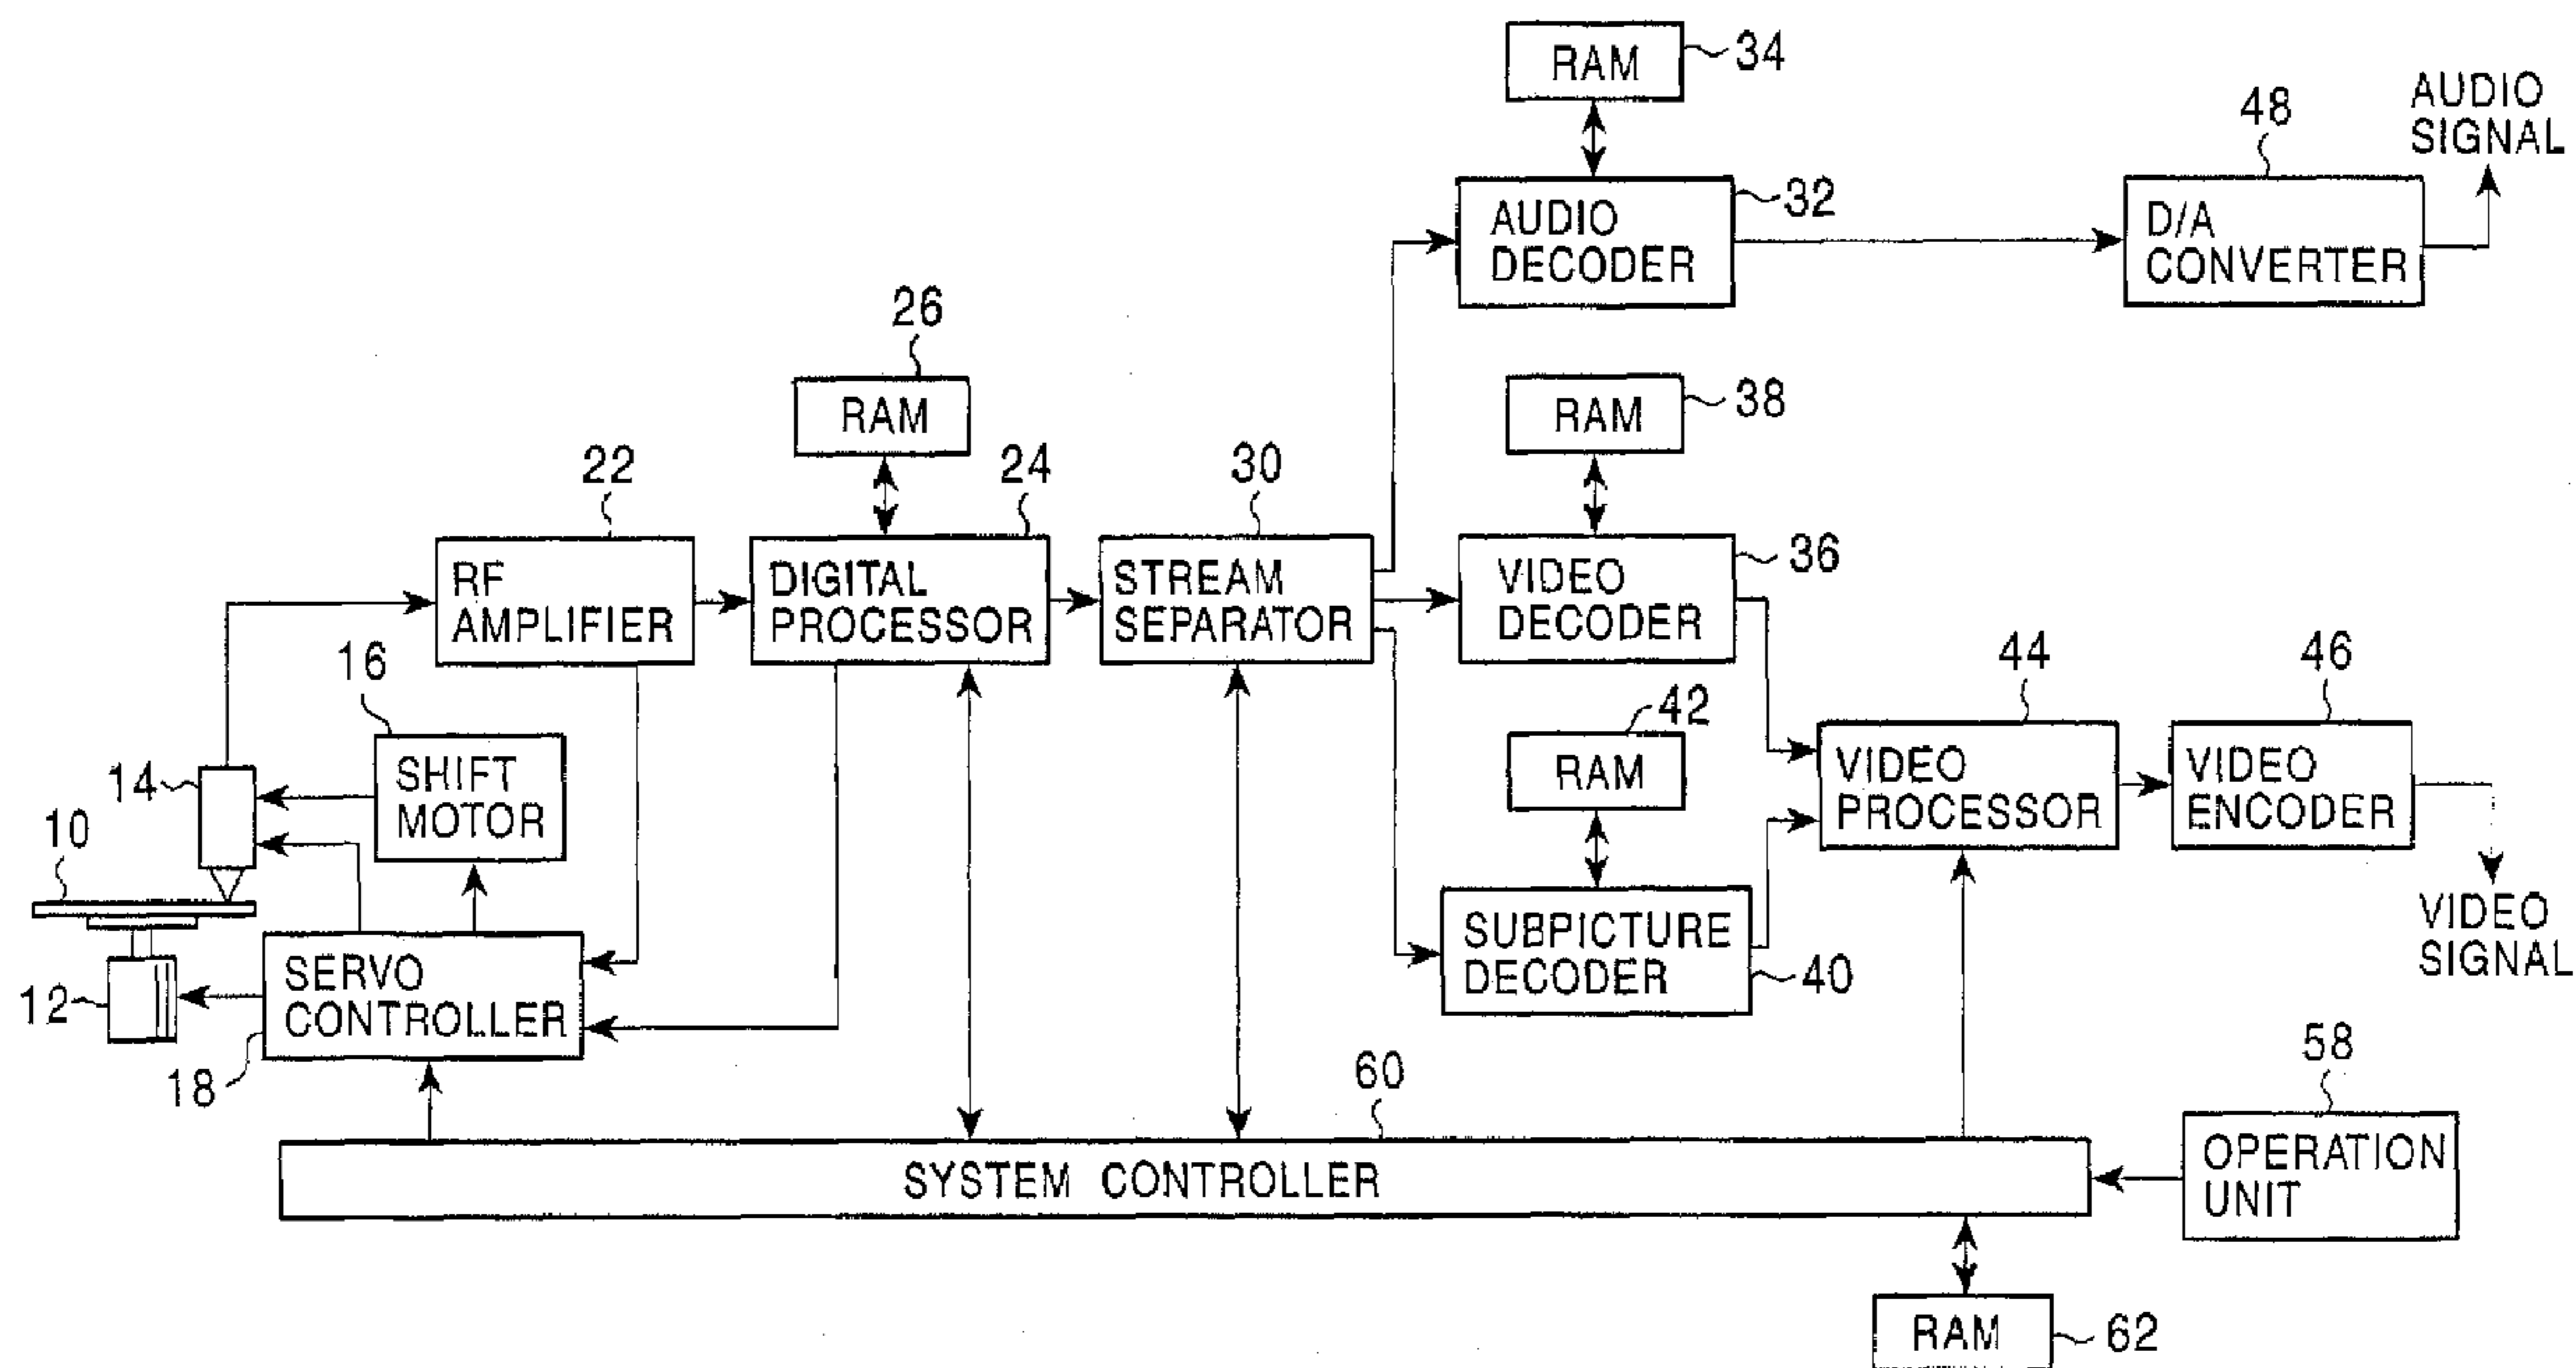 RAM
34
AUDIO
SIGNAL
48
AUDIO
DECODER
32
D/A
CONVERTER
26
RAM
RAM
38
22
24
30
RF
AMPLIFIER
DIGITAL
PROCESSOR
STREAM
SEPARATOR
VIDEO
DECODER
36
16
42
44
46
14
SHIFT
MOTOR
RAM
VIDEO
PROCESSOR
VIDEO
ENCODER
10
SUBPICTURE
DECODER
40
VIDEO
SIGNAL
12
SERVO
CONTROLLER
18
60
58
SYSTEM CONTROLLER
OPERATION
UNIT
RAM
62